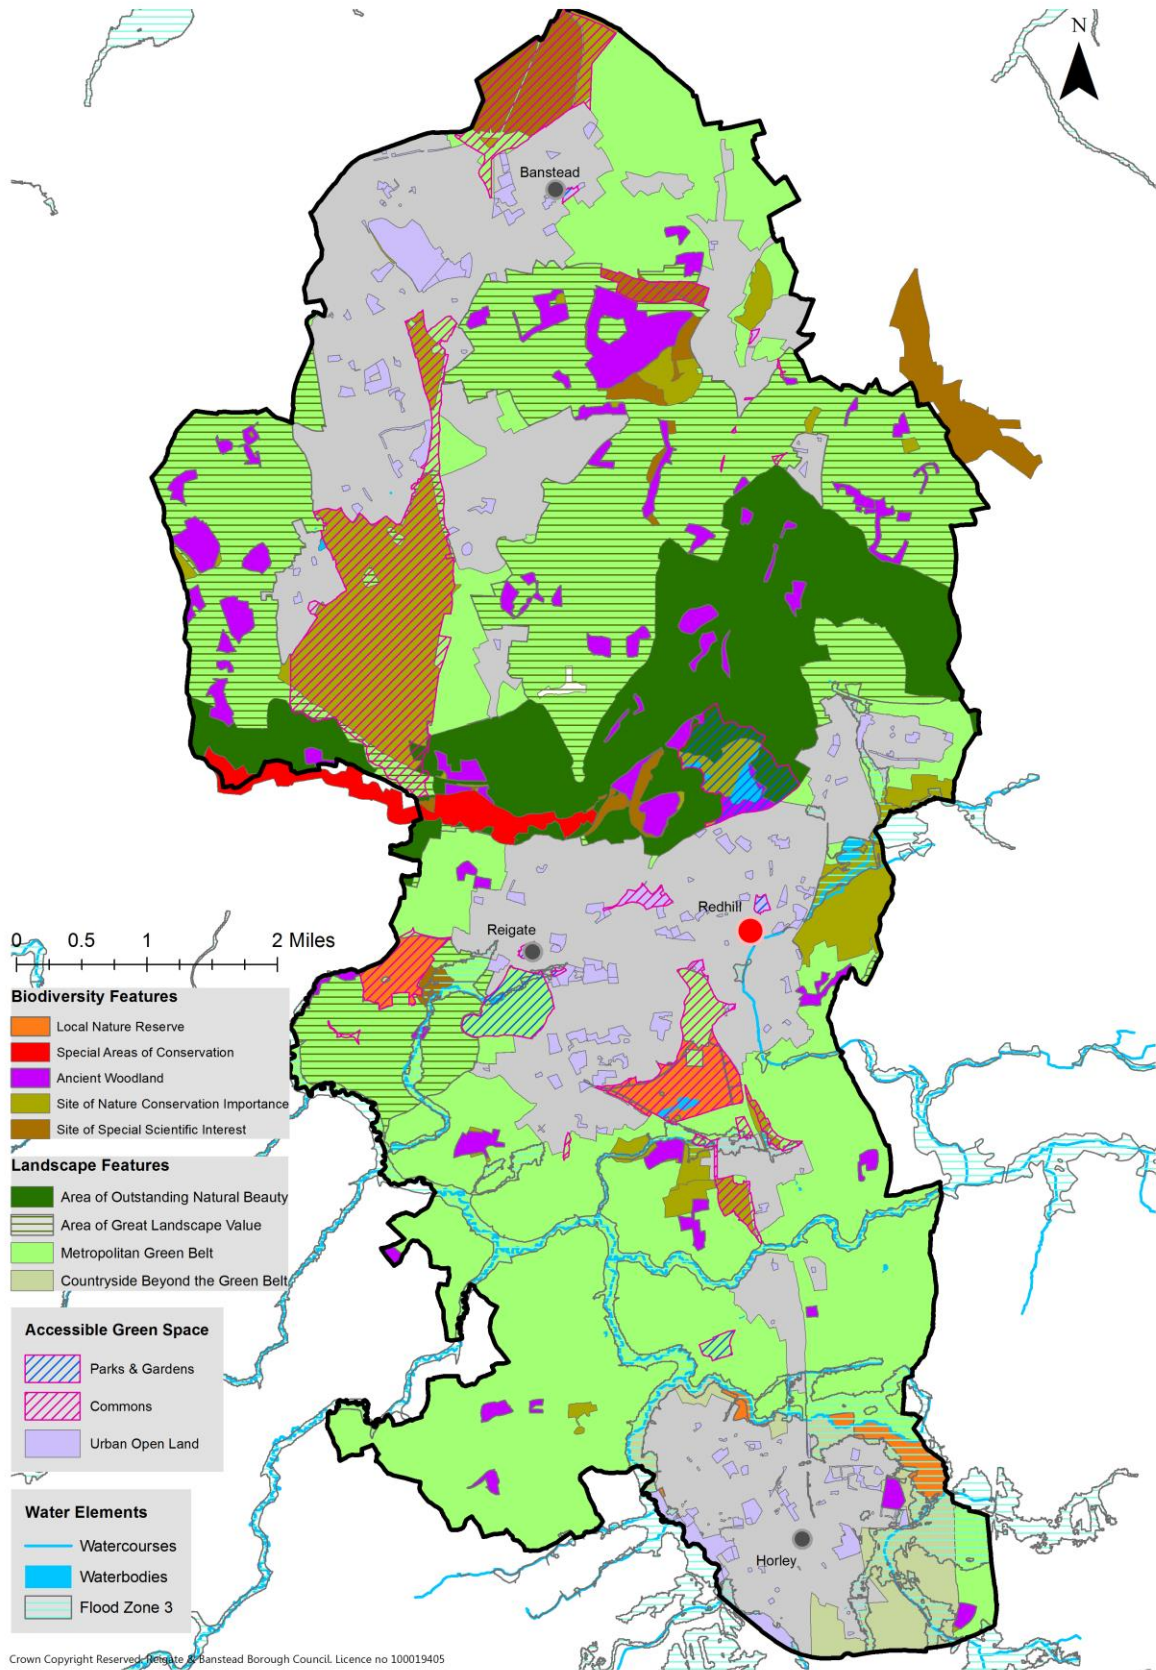 N
Banstead
Redhill
Reigate
0 0.5 1 2 Miles
Biodiversity Features
Local Nature Reserve
Special Areas of Conservation
Ancient Woodland
Site of Nature Conservation Importance
Site of Special Scientific Interest
Landscape Features
Area of Outstanding Natural Beauty
Area of Great Landscape Value
Metropolitan Green Belt
Countryside Beyond the Green Belt
Accessible Green Space
Parks & Gardens
Commons
Urban Open Land
Water Elements
Watercourses
Waterbodies
Flood Zone 3
Horley
Crown Copyright Reserved. Reigate & Banstead Borough Council. Licence no 100019405